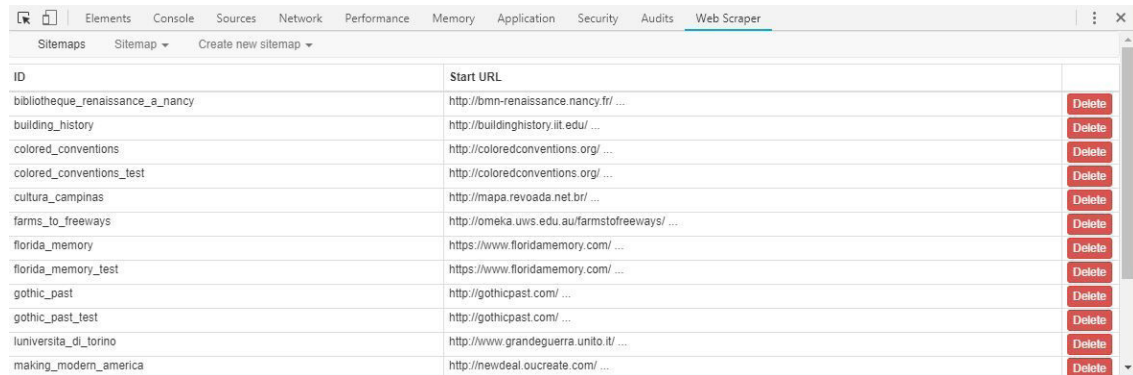 Elements Console Sources Network Performance Memory Application Security Audits Web Scraper
Sitemaps Sitemap Create new sitemap
ID Start URL
bibliotheque_renaissance_a_nancy http://bmn-renaissance.nancy.fr/ ... Delete
building_history http://buildinghistory.iit.edu/ ... Delete
colored_conventions http://coloredconventions.org/ ... Delete
colored_conventions_test http://coloredconventions.org/ ... Delete
cultura_campinas http://mapa.revoada.net.br/ ... Delete
farms_to_freeways http://omeka.uws.edu.au/farmstofreeways/ ... Delete
florida_memory https://www.floridamemory.com/ ... Delete
florida_memory_test https://www.floridamemory.com/ ... Delete
gothic_past http://gothicpast.com/ ... Delete
gothic_past_test http://gothicpast.com/ ... Delete
luniversita_di_torino http://www.grandeguerra.unito.it/ ... Delete
making_modern_america http://newdeal.oucreate.com/ ... Delete